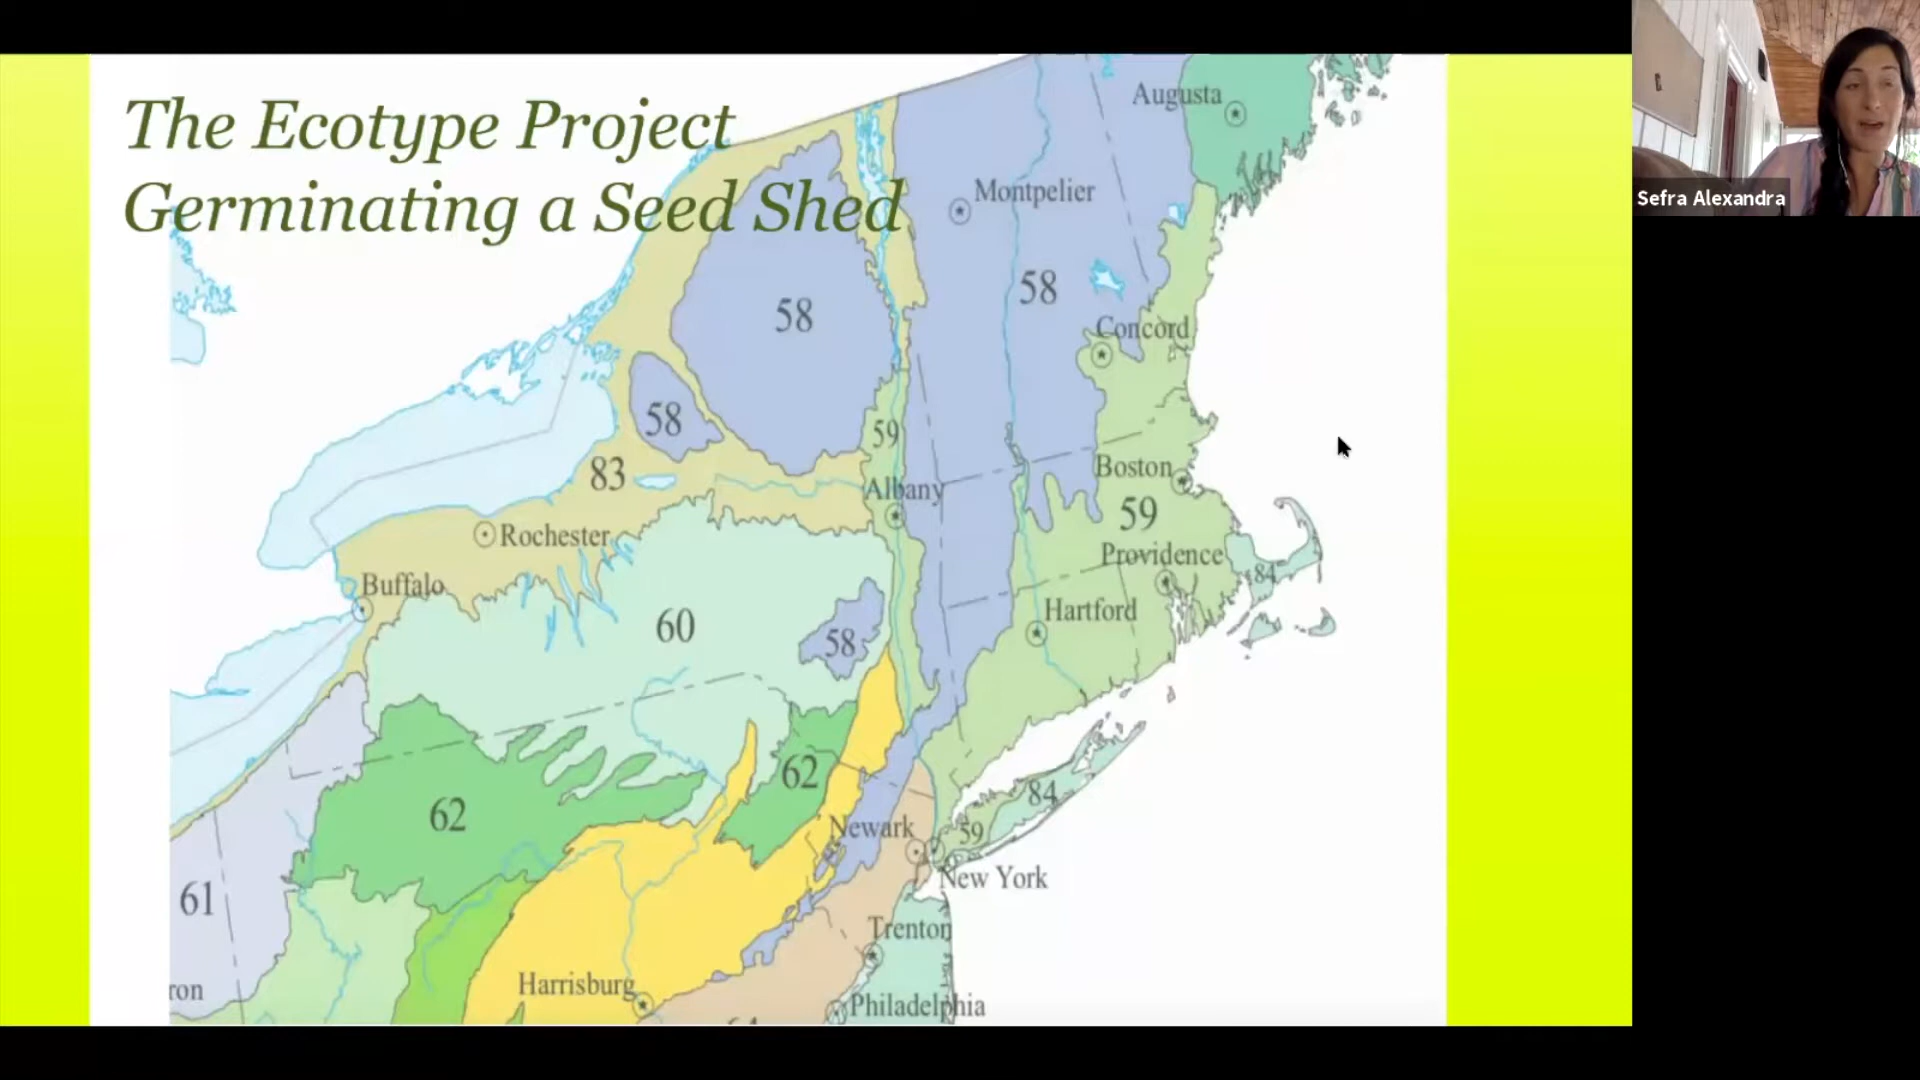 The Ecotype Project
Germinating a Seed Shed
Augusta
Sefra Alexandra
Montpelier
58
58
Concord
58
59
83
Albany
Boston
59
Rochester
Providence
84
Buffalo
Hartford
60
58
62
62
84
Newark
59
New York
61
Trenton
Harrisburg
ron
Philadelphia